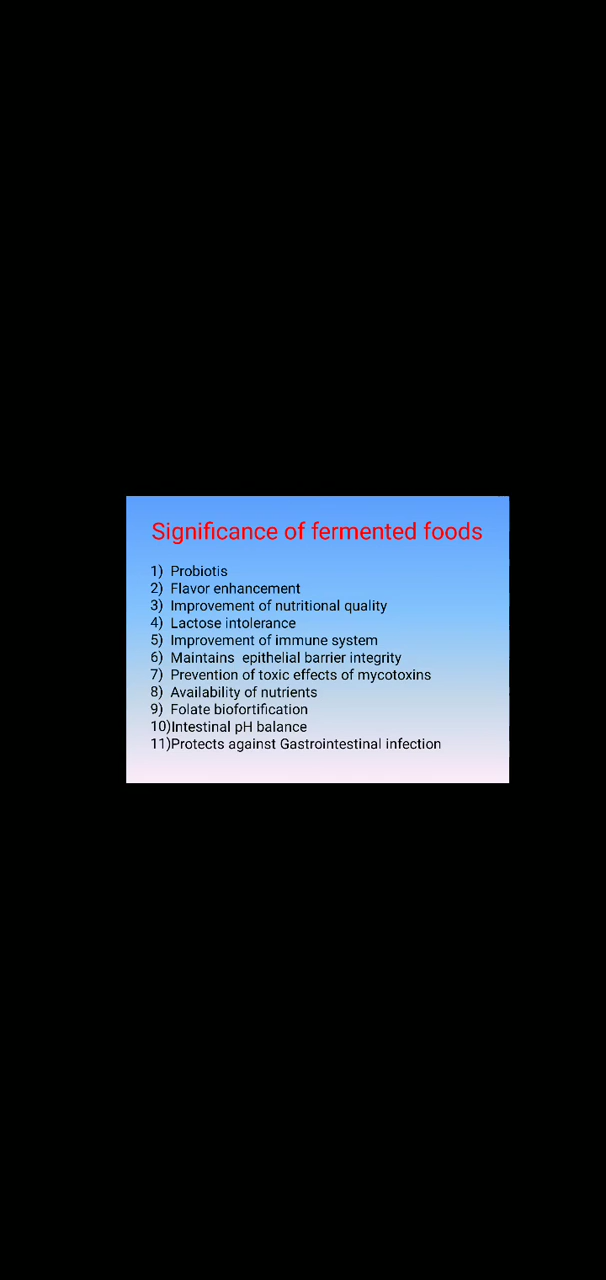 Significance of fermented foods
1) Probiotis
2) Flavor enhancement
3) Improvement of nutritional quality
4) Lactose intolerance
5) Improvement of immune system
6) Maintains  epithelial barrier integrity
7) Prevention of toxic effects of mycotoxins
8) Availability of nutrients
9) Folate biofortification
10)Intestinal pH balance
11)Protects against Gastrointestinal infection